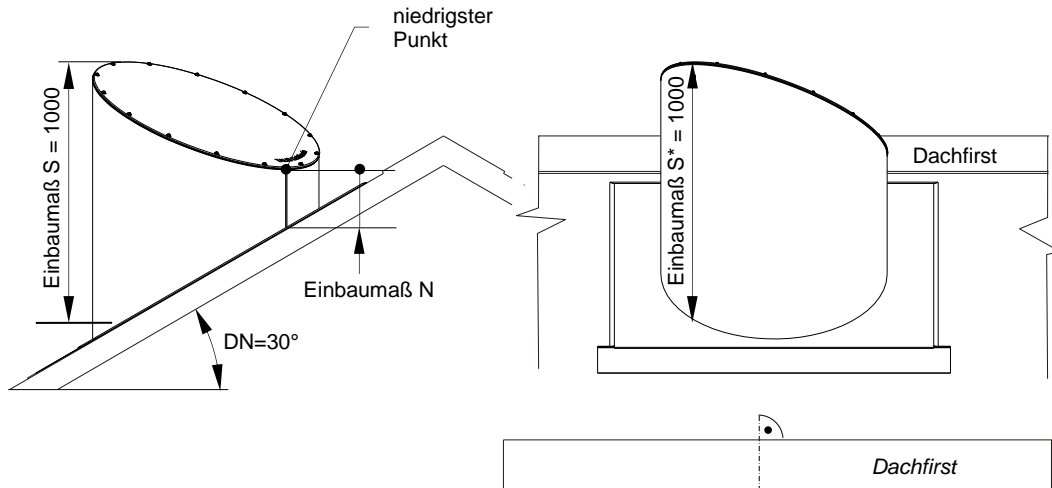 niedrigster
Punkt
Einbaumaß S = 1000
Einbaumaß N
DN=30°
Einbaumaß S* = 1000
Dachfirst
Dachfirst